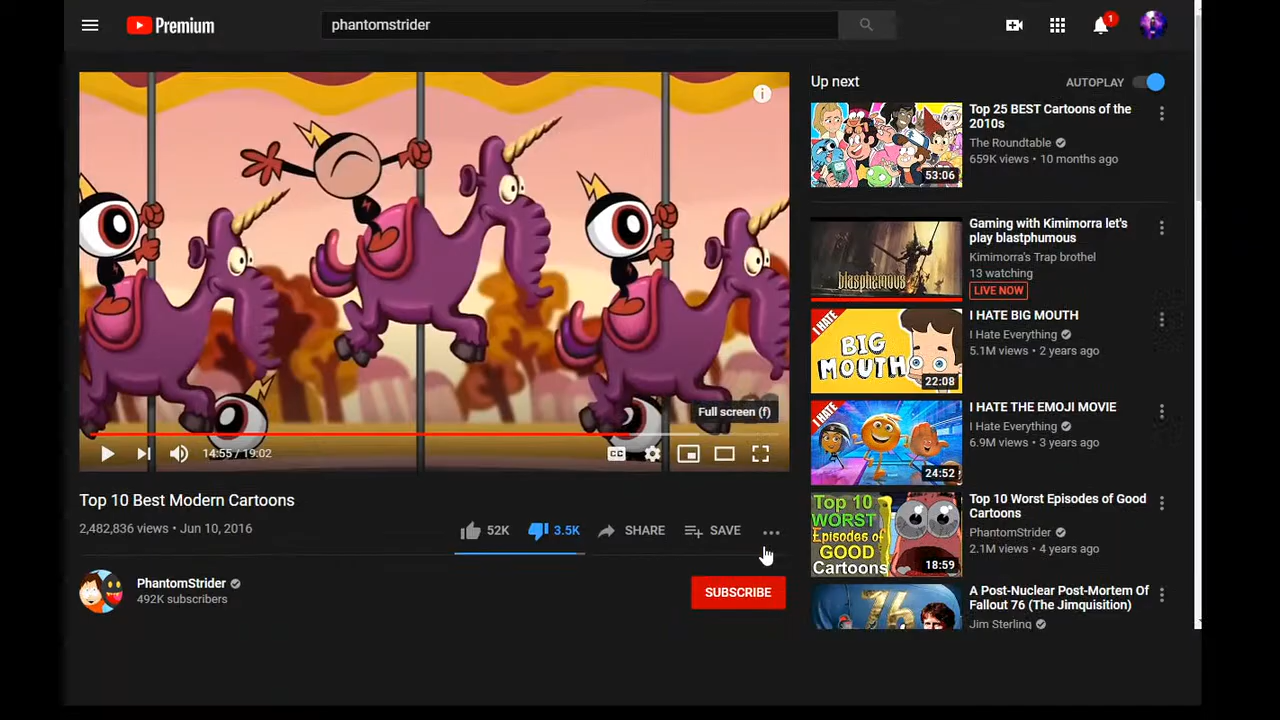 Premium
phantomstrider
1
Full screen (f)
CC
14:55 / 19:02
Top 10 Best Modern Cartoons
2,482,836 views • Jun 10, 2016
52K
3.5K
SHARE
SAVE
PhantomStrider
492K subscribers
SUBSCRIBE
Up next
AUTOPLAY
53:06
Top 25 BEST Cartoons of the
2010s
The Roundtable
659K views • 10 months ago
blasphemous
Gaming with Kimimorra let's
play blastphumous
Kimimorra's Trap brothel
13 watching
LIVE NOW
I HATE
BIG
MOUTH
22:08
I HATE BIG MOUTH
I Hate Everything
5.1M views • 2 years ago
I HATE
24:52
I HATE THE EMOJI MOVIE
I Hate Everything
6.9M views • 3 years ago
Top 10
WORST
Episodes of
GOOD
Cartoons
18:59
Top 10 Worst Episodes of Good
Cartoons
PhantomStrider
2.1M views • 4 years ago
76
A Post-Nuclear Post-Mortem Of
Fallout 76 (The Jimquisition)
Jim Sterling